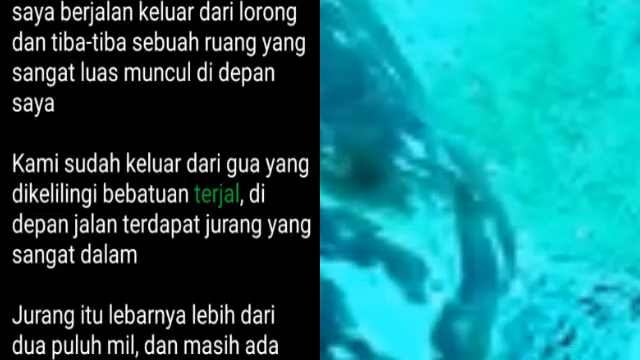 saya berjalan keluar dari lorong
dan tiba-tiba sebuah ruang yang
sangat luas muncul di depan
saya
Kami sudah keluar dari gua yang
dikelilingi bebatuan terjal, di
depan jalan terdapat jurang yang
sangat dalam
Jurang itu lebarnya lebih dari
dua puluh mil, dan masih ada